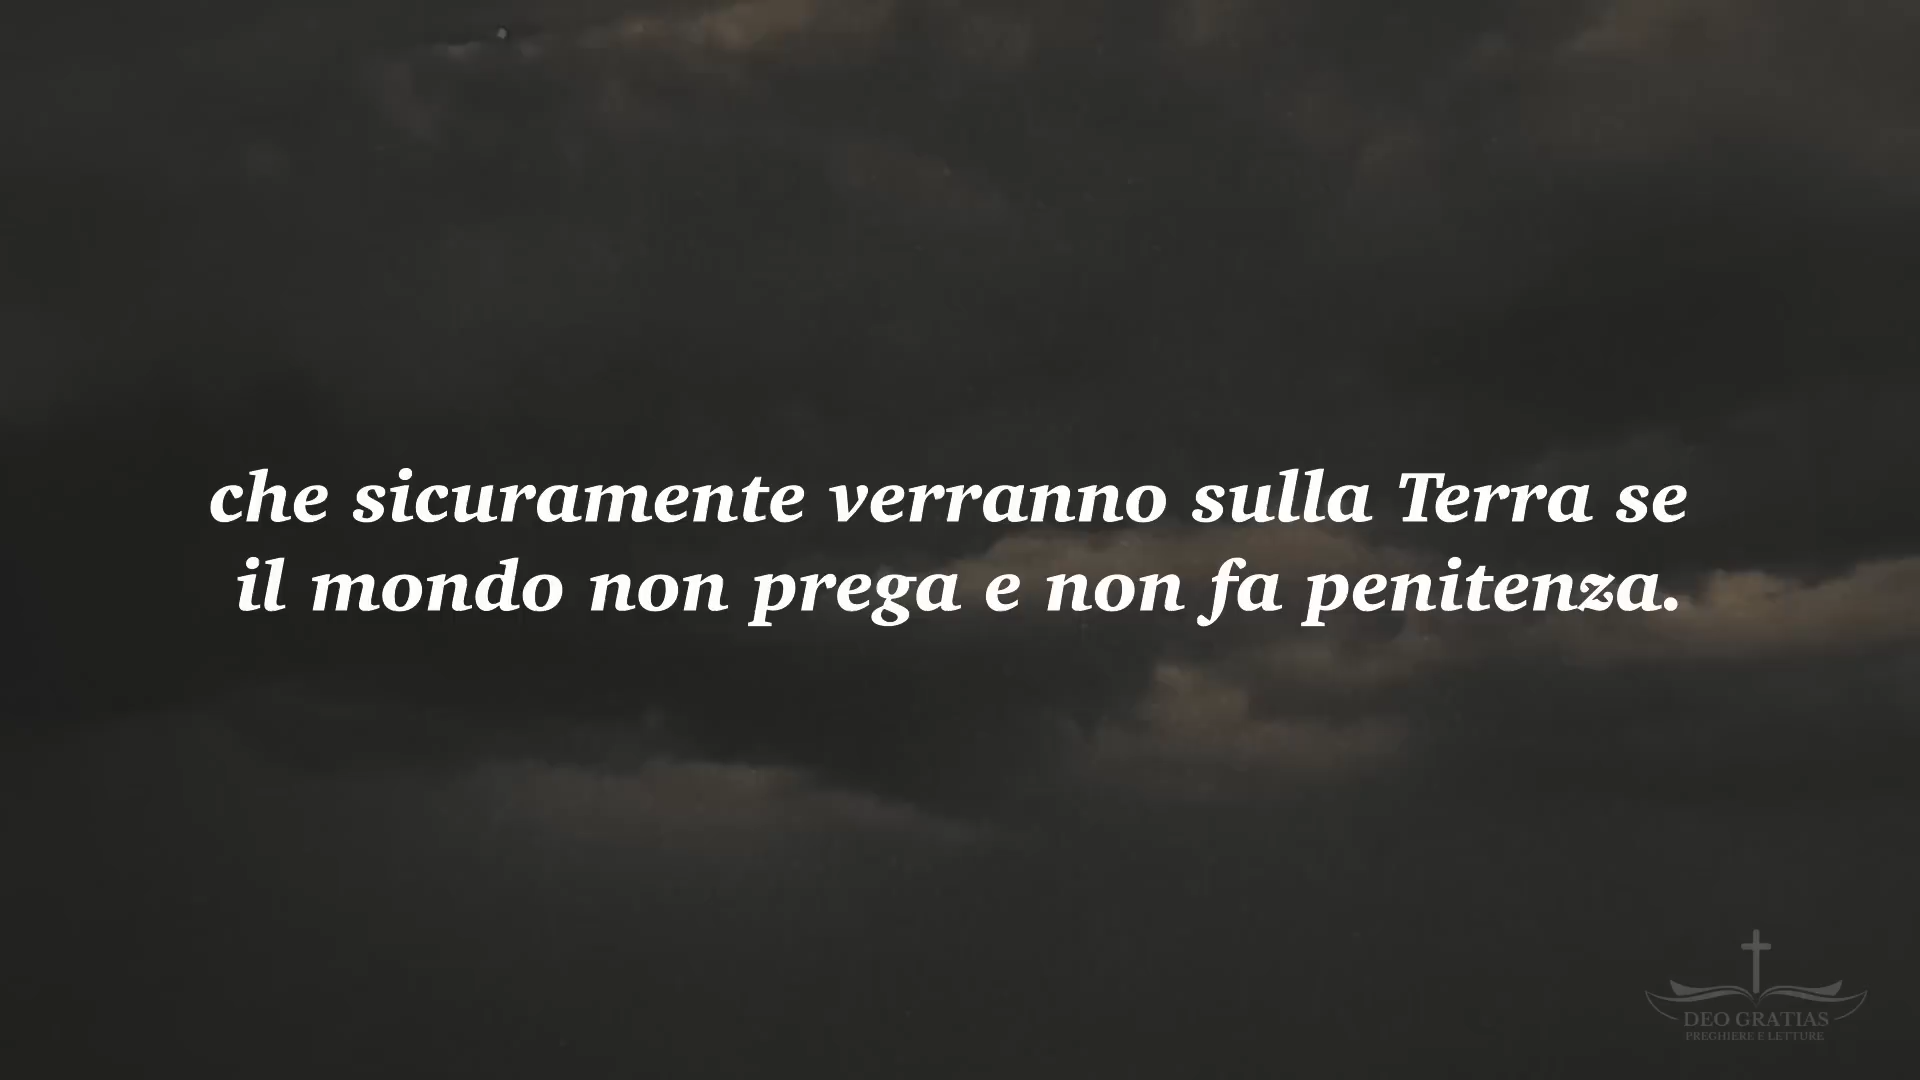 che sicuramente verranno sulla Terra se
il mondo non prega e non fa penitenza.
DEO GRATIAS
PREGHIERE E LETTURE